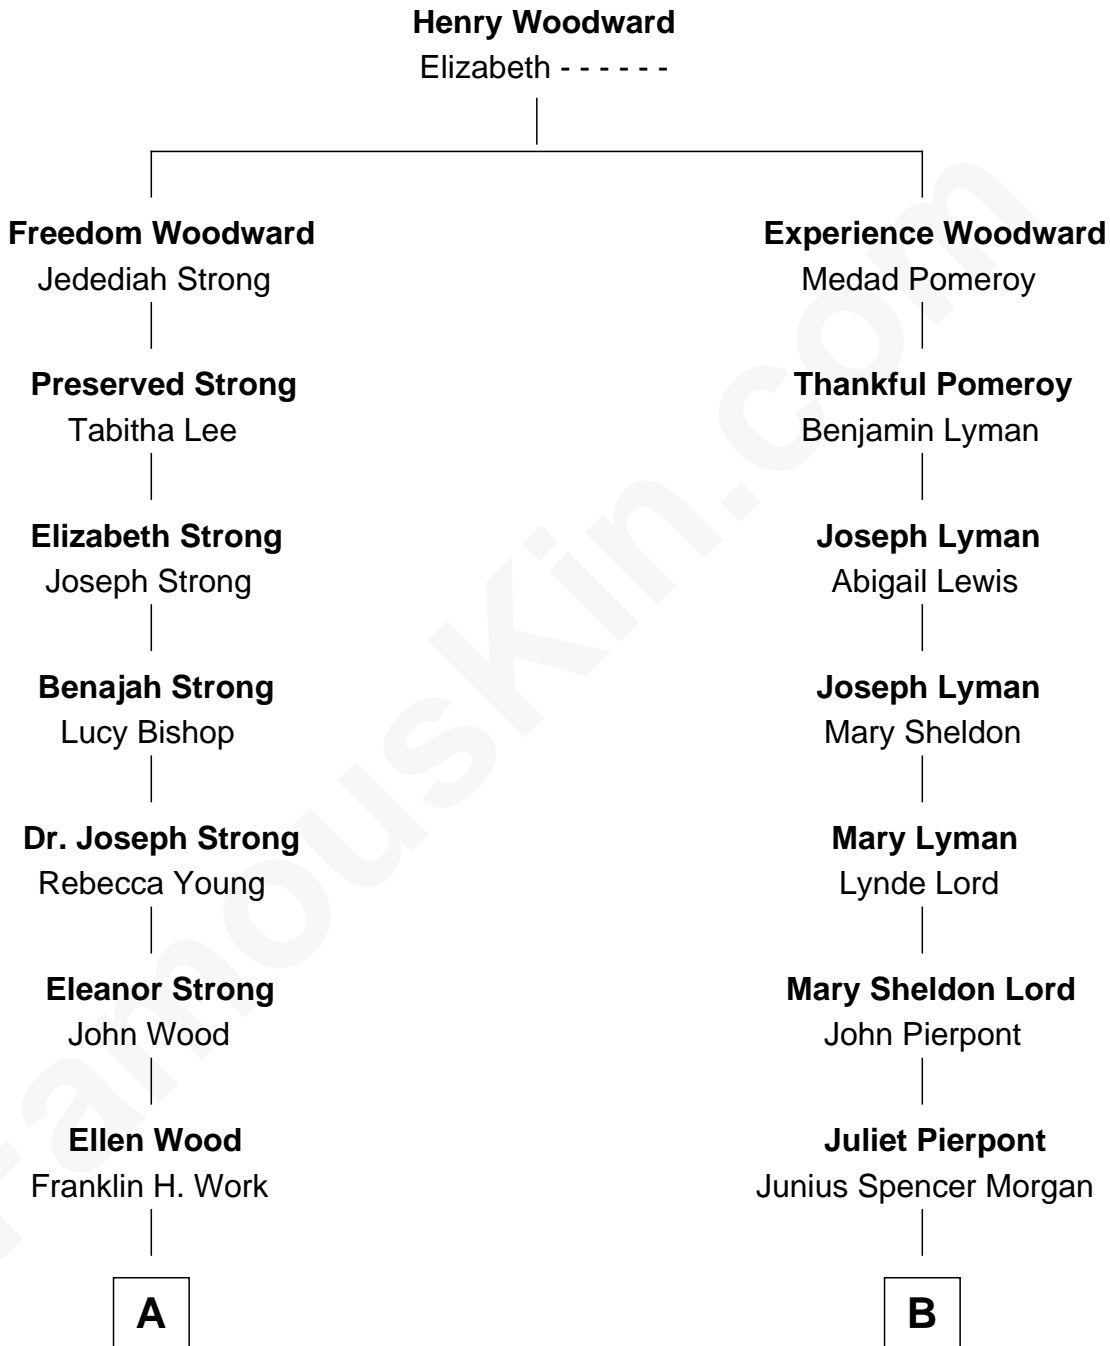 Henry Woodward
Elizabeth - - - - - -
Freedom Woodward
Jedediah Strong
Preserved Strong
Tabitha Lee
Elizabeth Strong
Joseph Strong
Benajah Strong
Lucy Bishop
Dr. Joseph Strong
Rebecca Young
Eleanor Strong
John Wood
Ellen Wood
Franklin H. Work
A
Experience Woodward
Medad Pomeroy
Thankful Pomeroy
Benjamin Lyman
Joseph Lyman
Abigail Lewis
Joseph Lyman
Mary Sheldon
Mary Lyman
Lynde Lord
Mary Sheldon Lord
John Pierpont
Juliet Pierpont
Junius Spencer Morgan
B
FamousKin.com